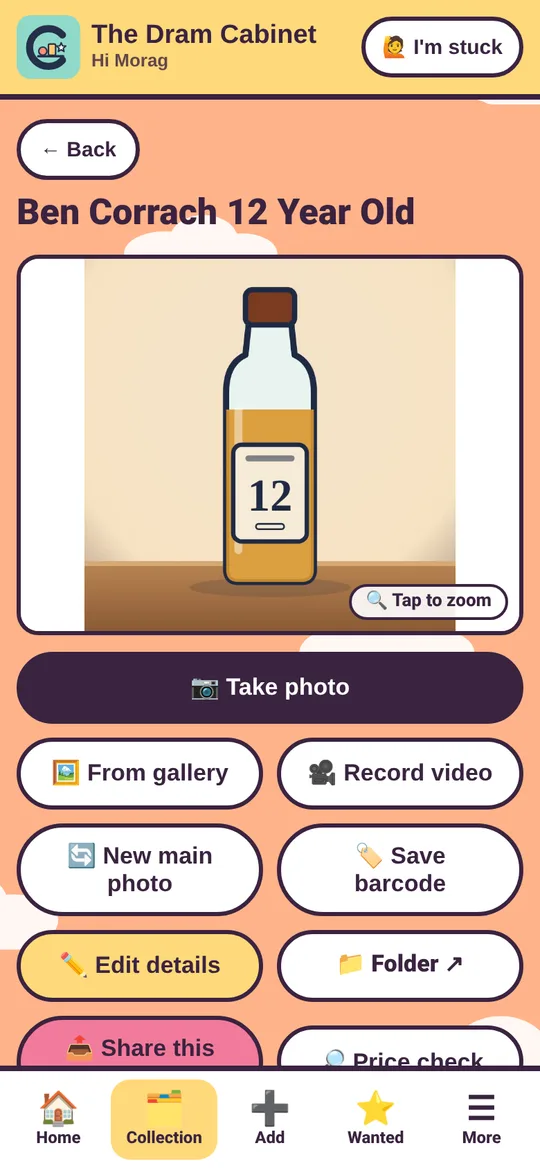 The Dram Cabinet
Hi Morag
🙋 I'm stuck
← Back
Ben Corrach 12 Year Old
12
🔍 Tap to zoom
📷 Take photo
🖼️ From gallery
🎥 Record video
🔄 New main
photo
🏷️ Save
barcode
✏️ Edit details
📁 Folder ↗
📤 Share this
🔎 Price check
Home
Collection
Add
Wanted
More